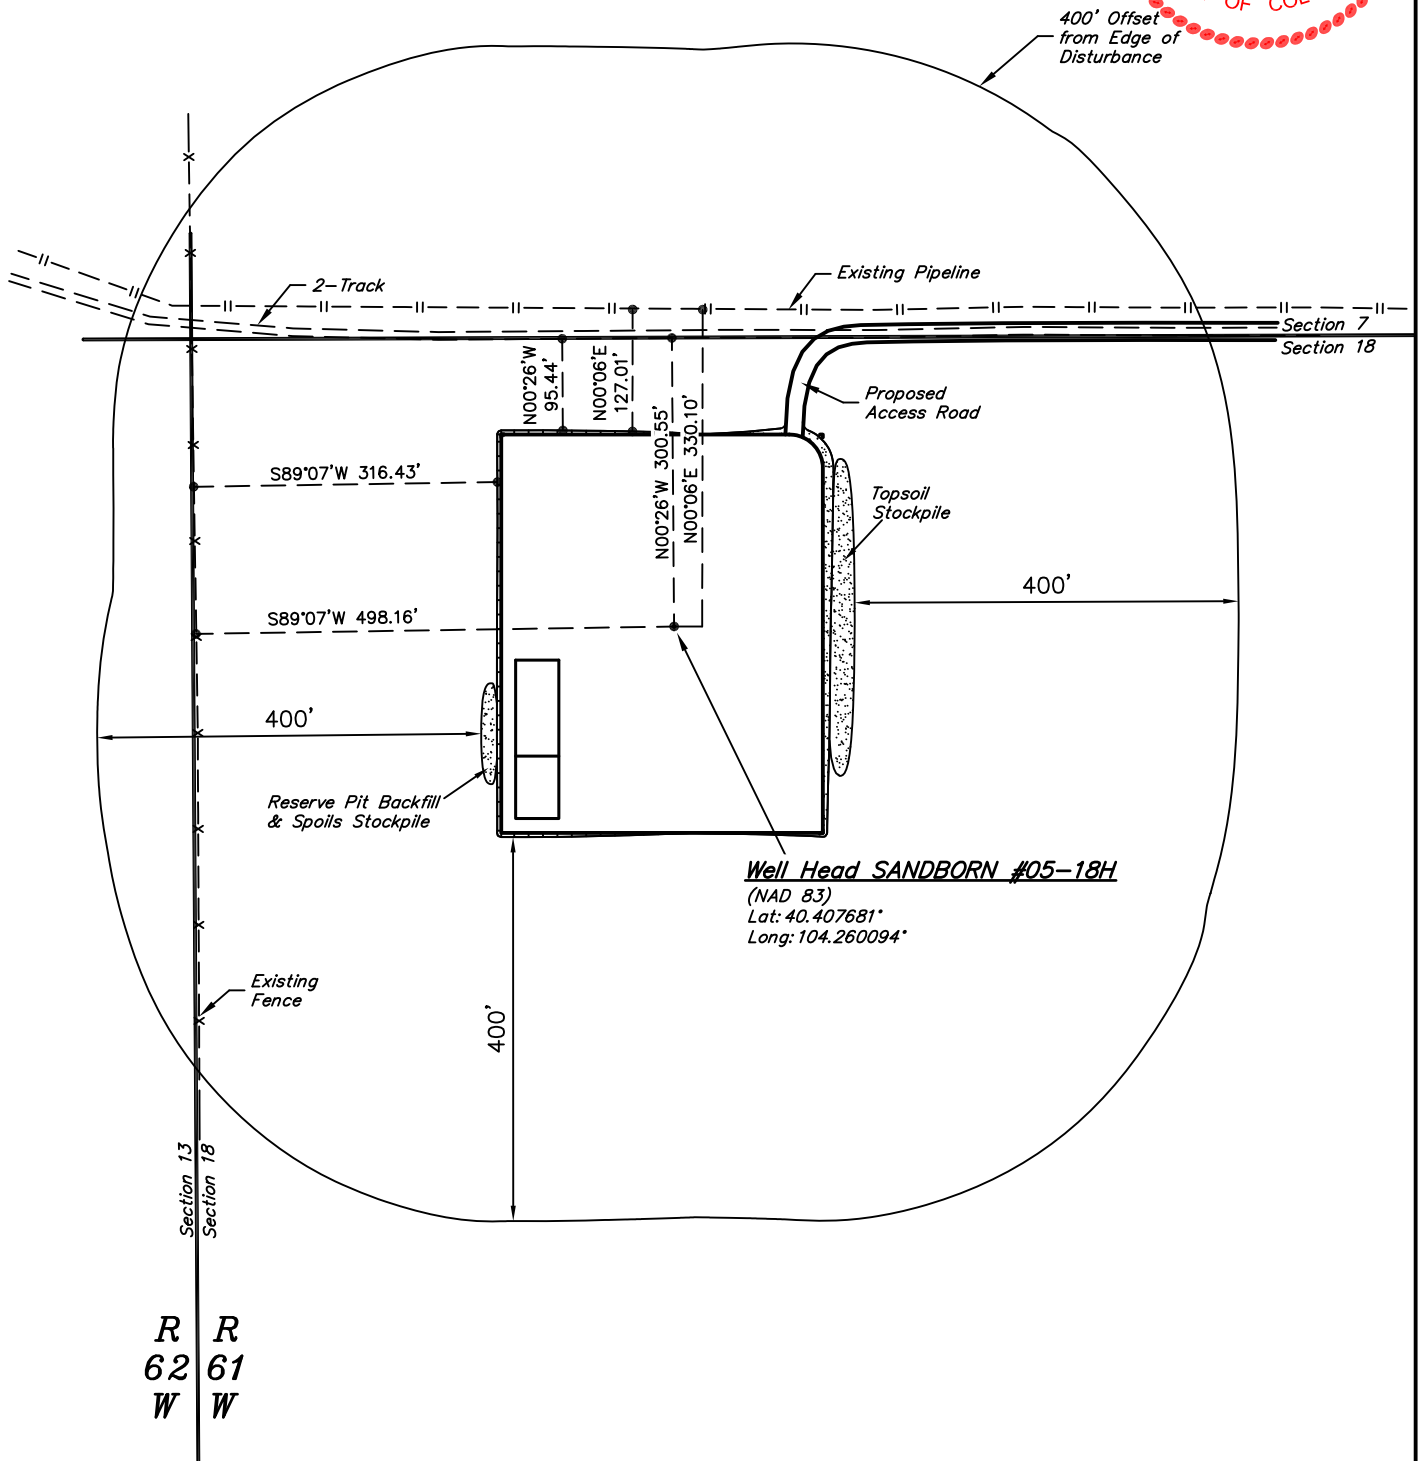 OF COL
400' Offset
from Edge of
Disturbance
2-Track
Existing Pipeline
Section 7
Section 18
N00°26'W
95.44'
N00°06'E
127.01'
N00°26'W 300.55'
N00°06'E 330.10'
Proposed
Access Road
S89°07'W 316.43'
Topsoil
Stockpile
400'
S89°07'W 498.16'
400'
Reserve Pit Backfill
& Spoils Stockpile
Well Head SANDBORN #05-18H
(NAD 83)
Lat: 40.407681°
Long: 104.260094°
Existing
Fence
400'
Section 13
Section 18
R R
62 61
W W